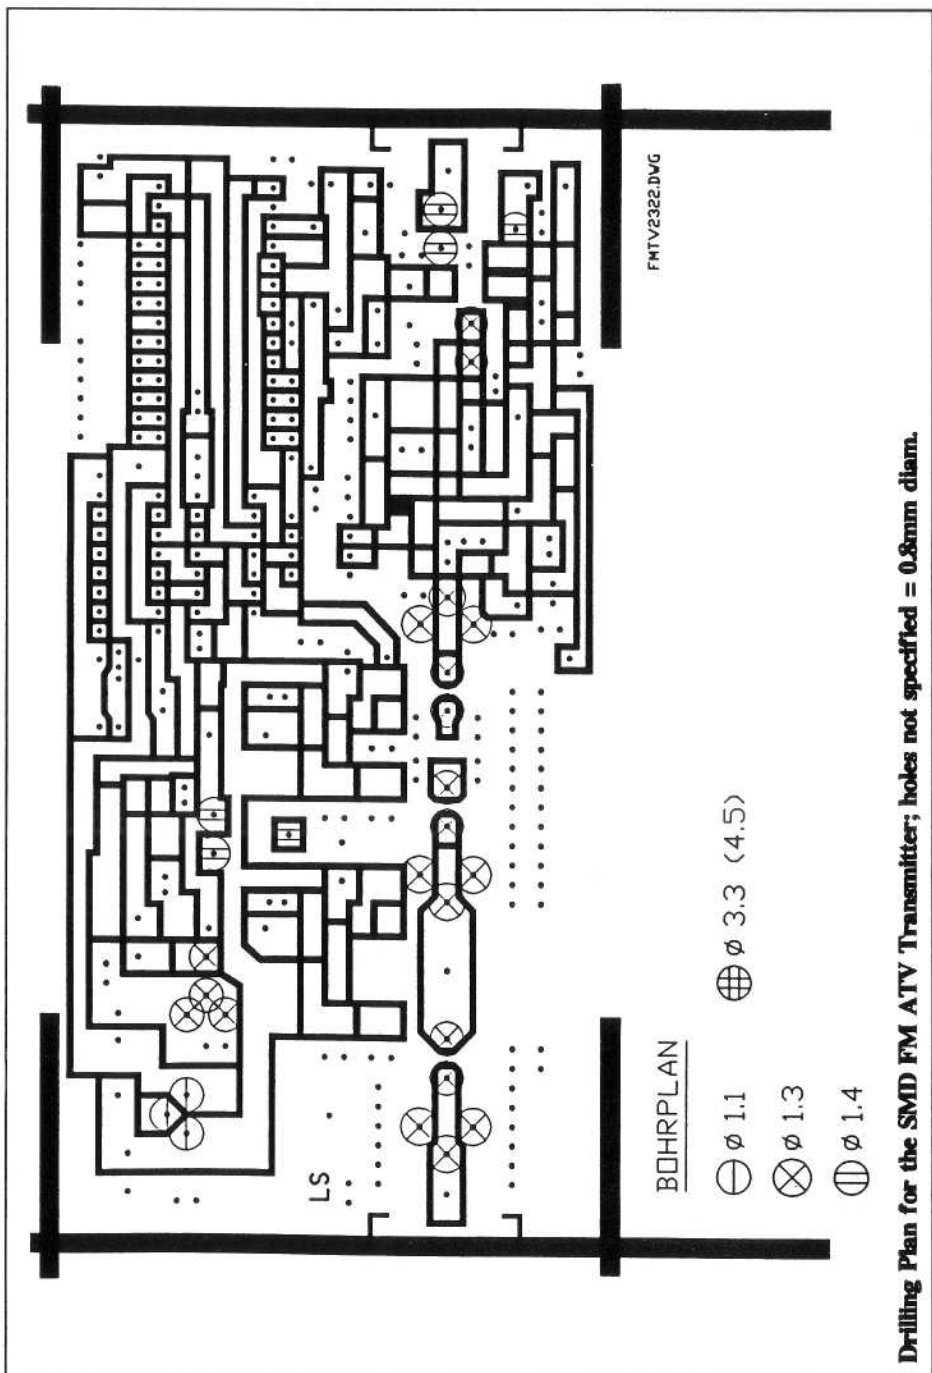 FMTV2322.DWG
LS
BOHRPLAN
ø 1.1
ø 1.3
ø 1.4
ø 3.3 (4.5)
Drilling Plan for the SMD FM ATV Transmitter; holes not specified = 0.8mm diam.